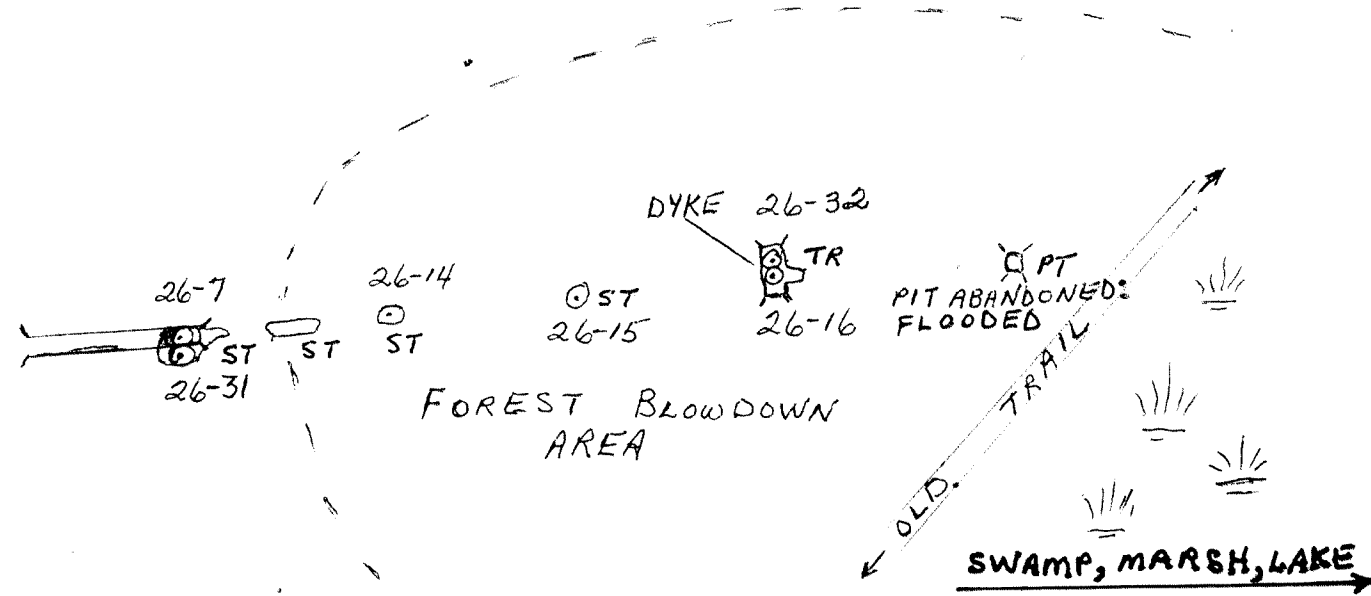 DYKE 26-32
TR
26-7
26-14
ST
26-15
26-16
PT
PIT ABANDONED:
FLOODED
ST
26-31
ST
ST
FOREST BLOWDOWN
AREA
OLD. TRAIL
SWAMP, MARSH, LAKE